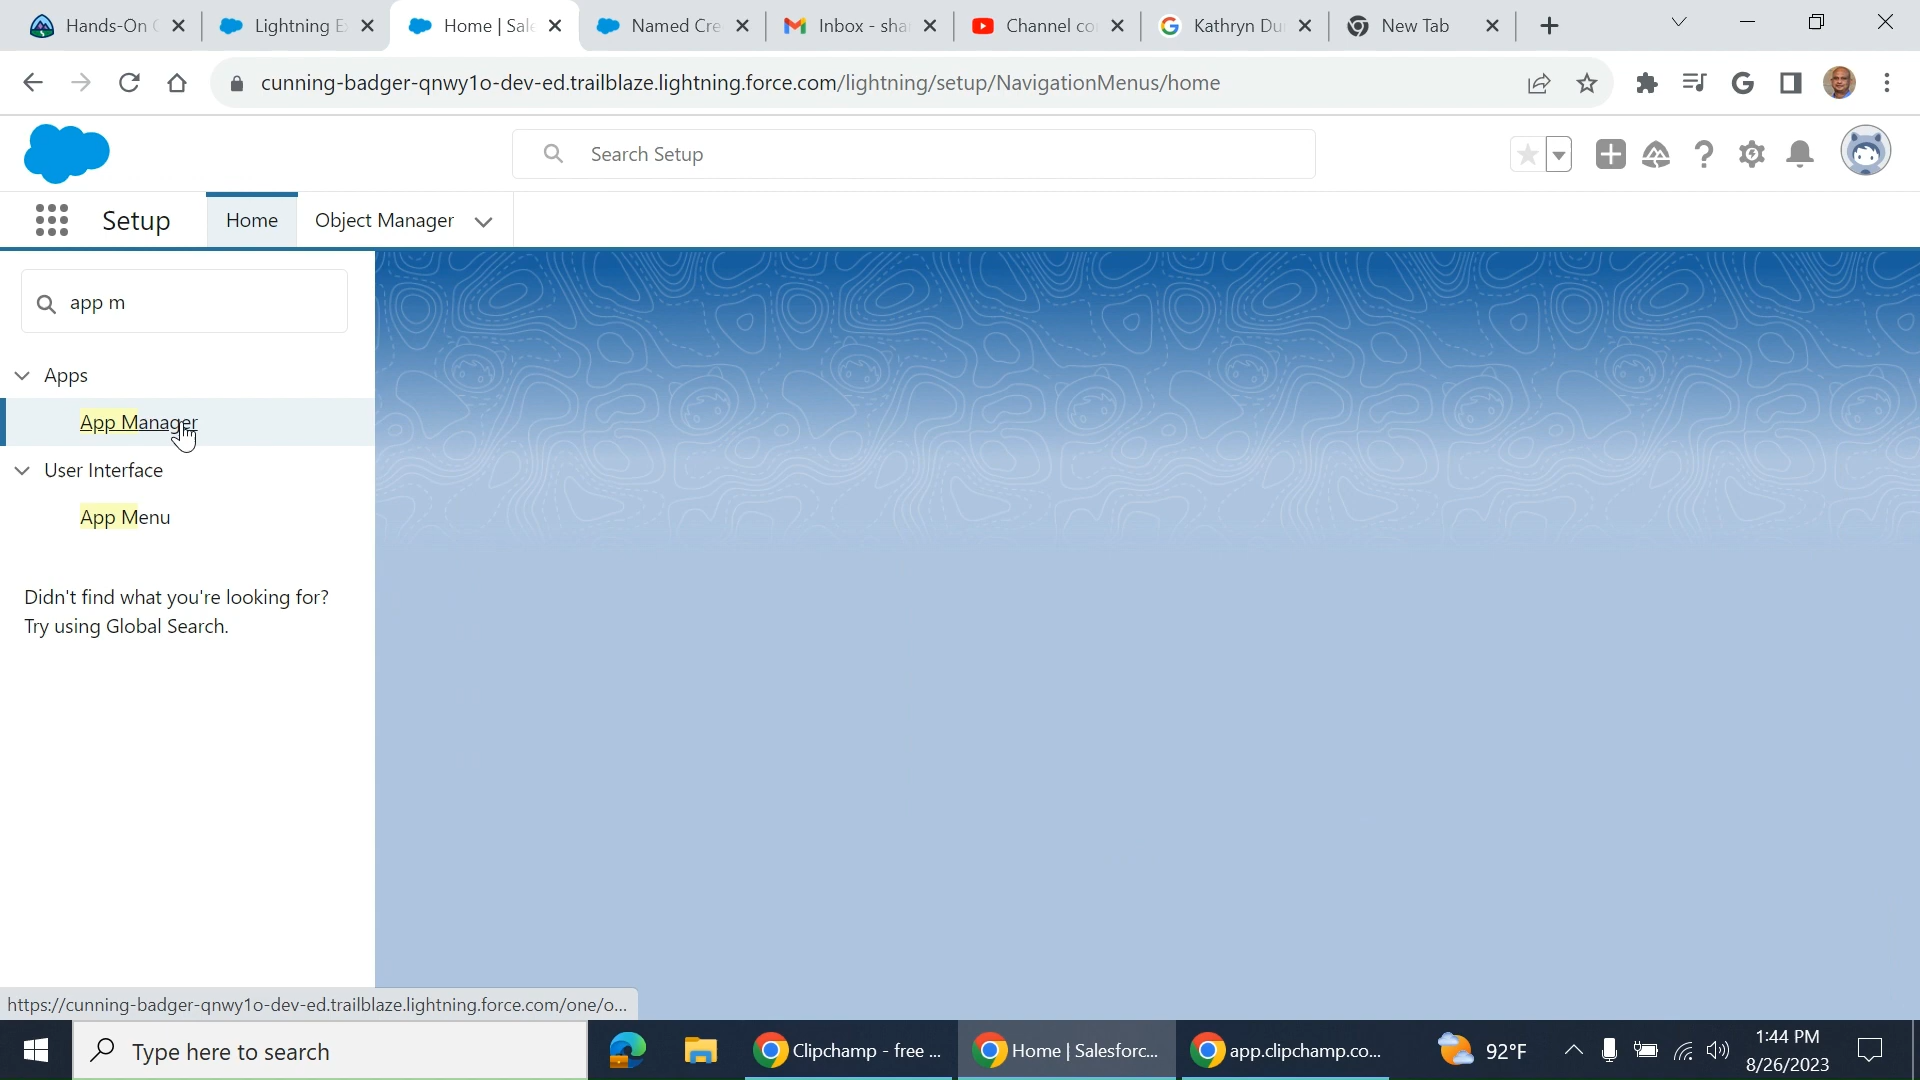 Hands-On
Lightning E
Home | Sale
Named Cre
Inbox - shar
Channel co
Kathryn Du
New Tab
cunning-badger-qnwy1o-dev-ed.trailblaze.lightning.force.com/lightning/setup/NavigationMenus/home
Search Setup
Setup
Home
Object Manager
app m
Apps
App Manager
User Interface
App Menu
Didn't find what you're looking for?
Try using Global Search.
https://cunning-badger-qnwy1o-dev-ed.trailblaze.lightning.force.com/one/o...
Type here to search
Clipchamp - free ...
Home | Salesforc...
app.clipchamp.co...
92°F
1:44 PM
8/26/2023